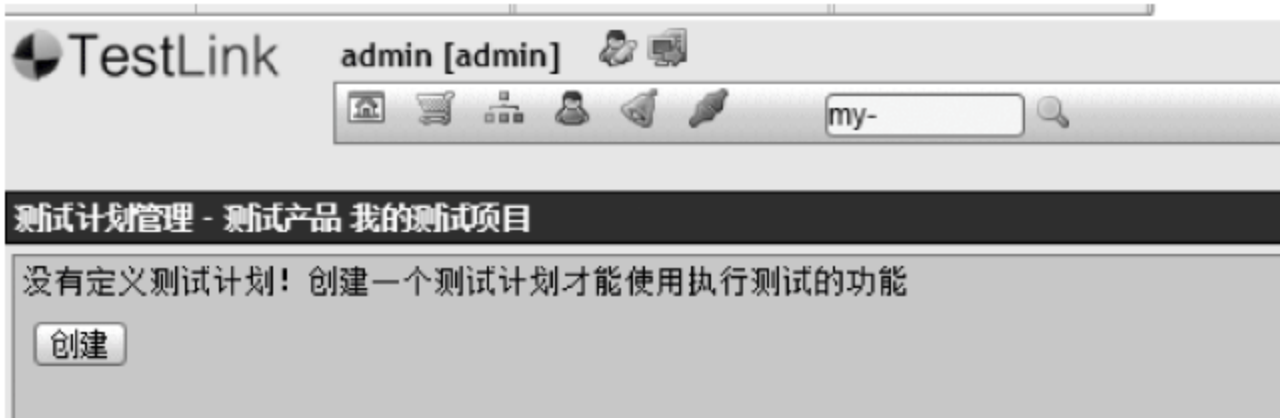 TestLink
admin [admin]
my-
测试计划管理 - 测试产品 我的测试项目
没有定义测试计划！创建一个测试计划才能使用执行测试的功能
创建